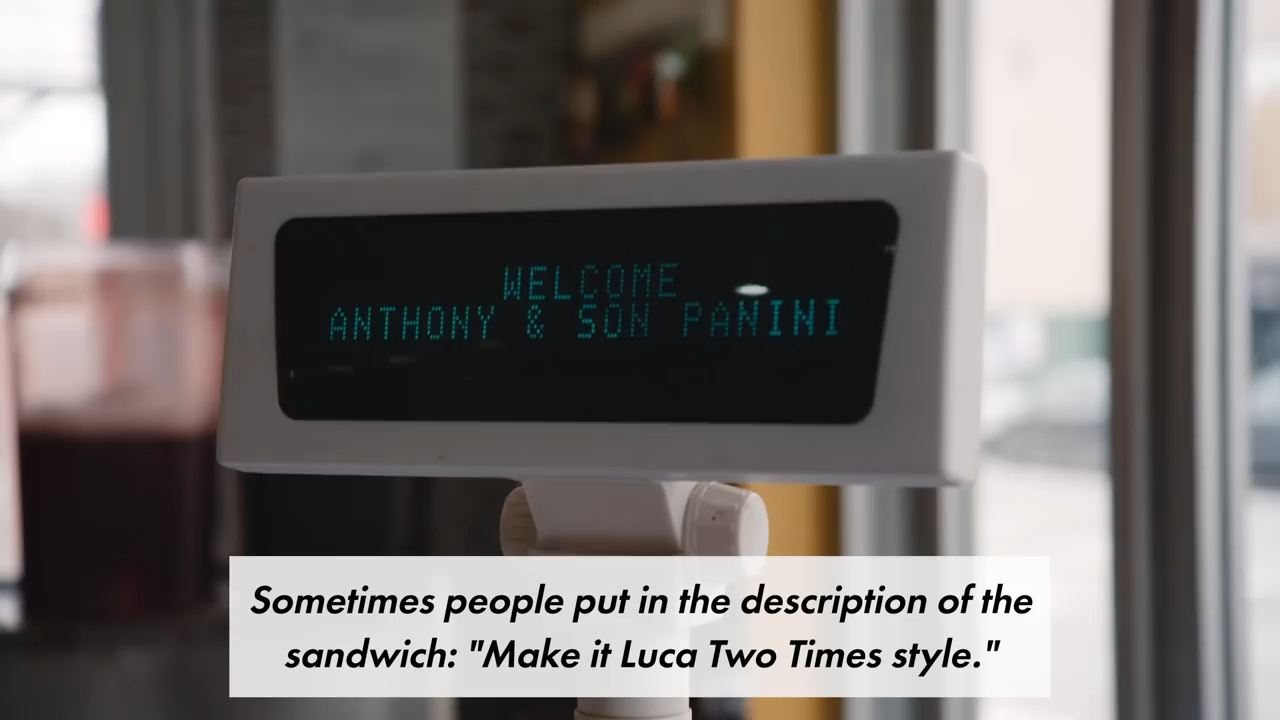 WELCOME
ANTHONY & SON PANINI
Sometimes people put in the description of the
sandwich: "Make it Luca Two Times style."